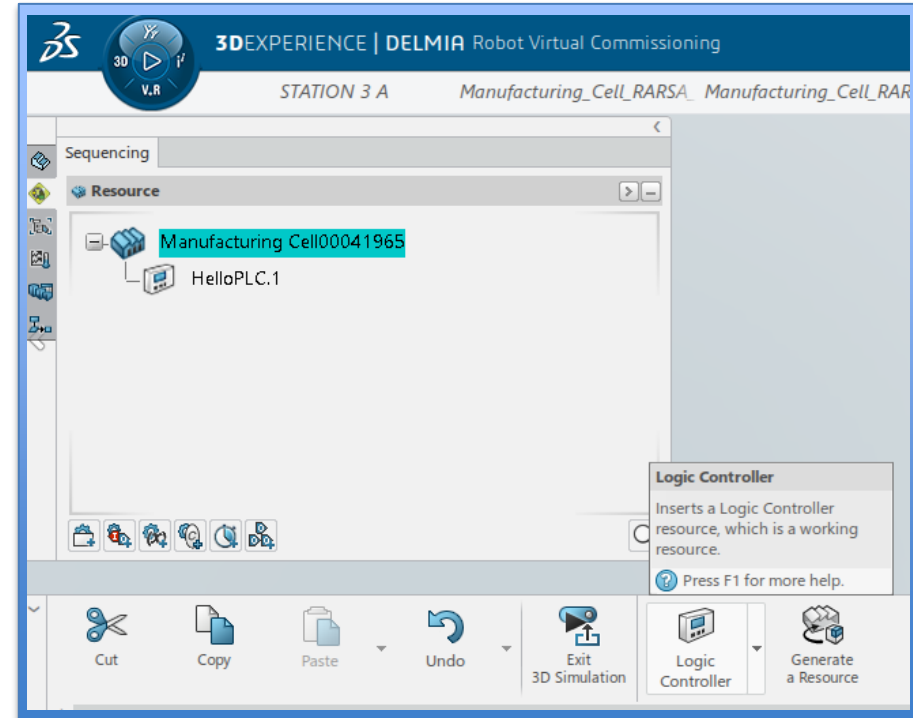 3DEXPERIENCE | DELMIA Robot Virtual Commissioning
3D
V.R
STATION 3 A Manufacturing_Cell_RARSA_ Manufacturing_Cell_RAR
Sequencing
Resource
Manufacturing Cell00041965
HelloPLC.1
Logic Controller
Inserts a Logic Controller
resource, which is a working
resource.
Press F1 for more help.
Cut
Copy
Paste
Undo
Exit
3D Simulation
Logic
Controller
Generate
a Resource